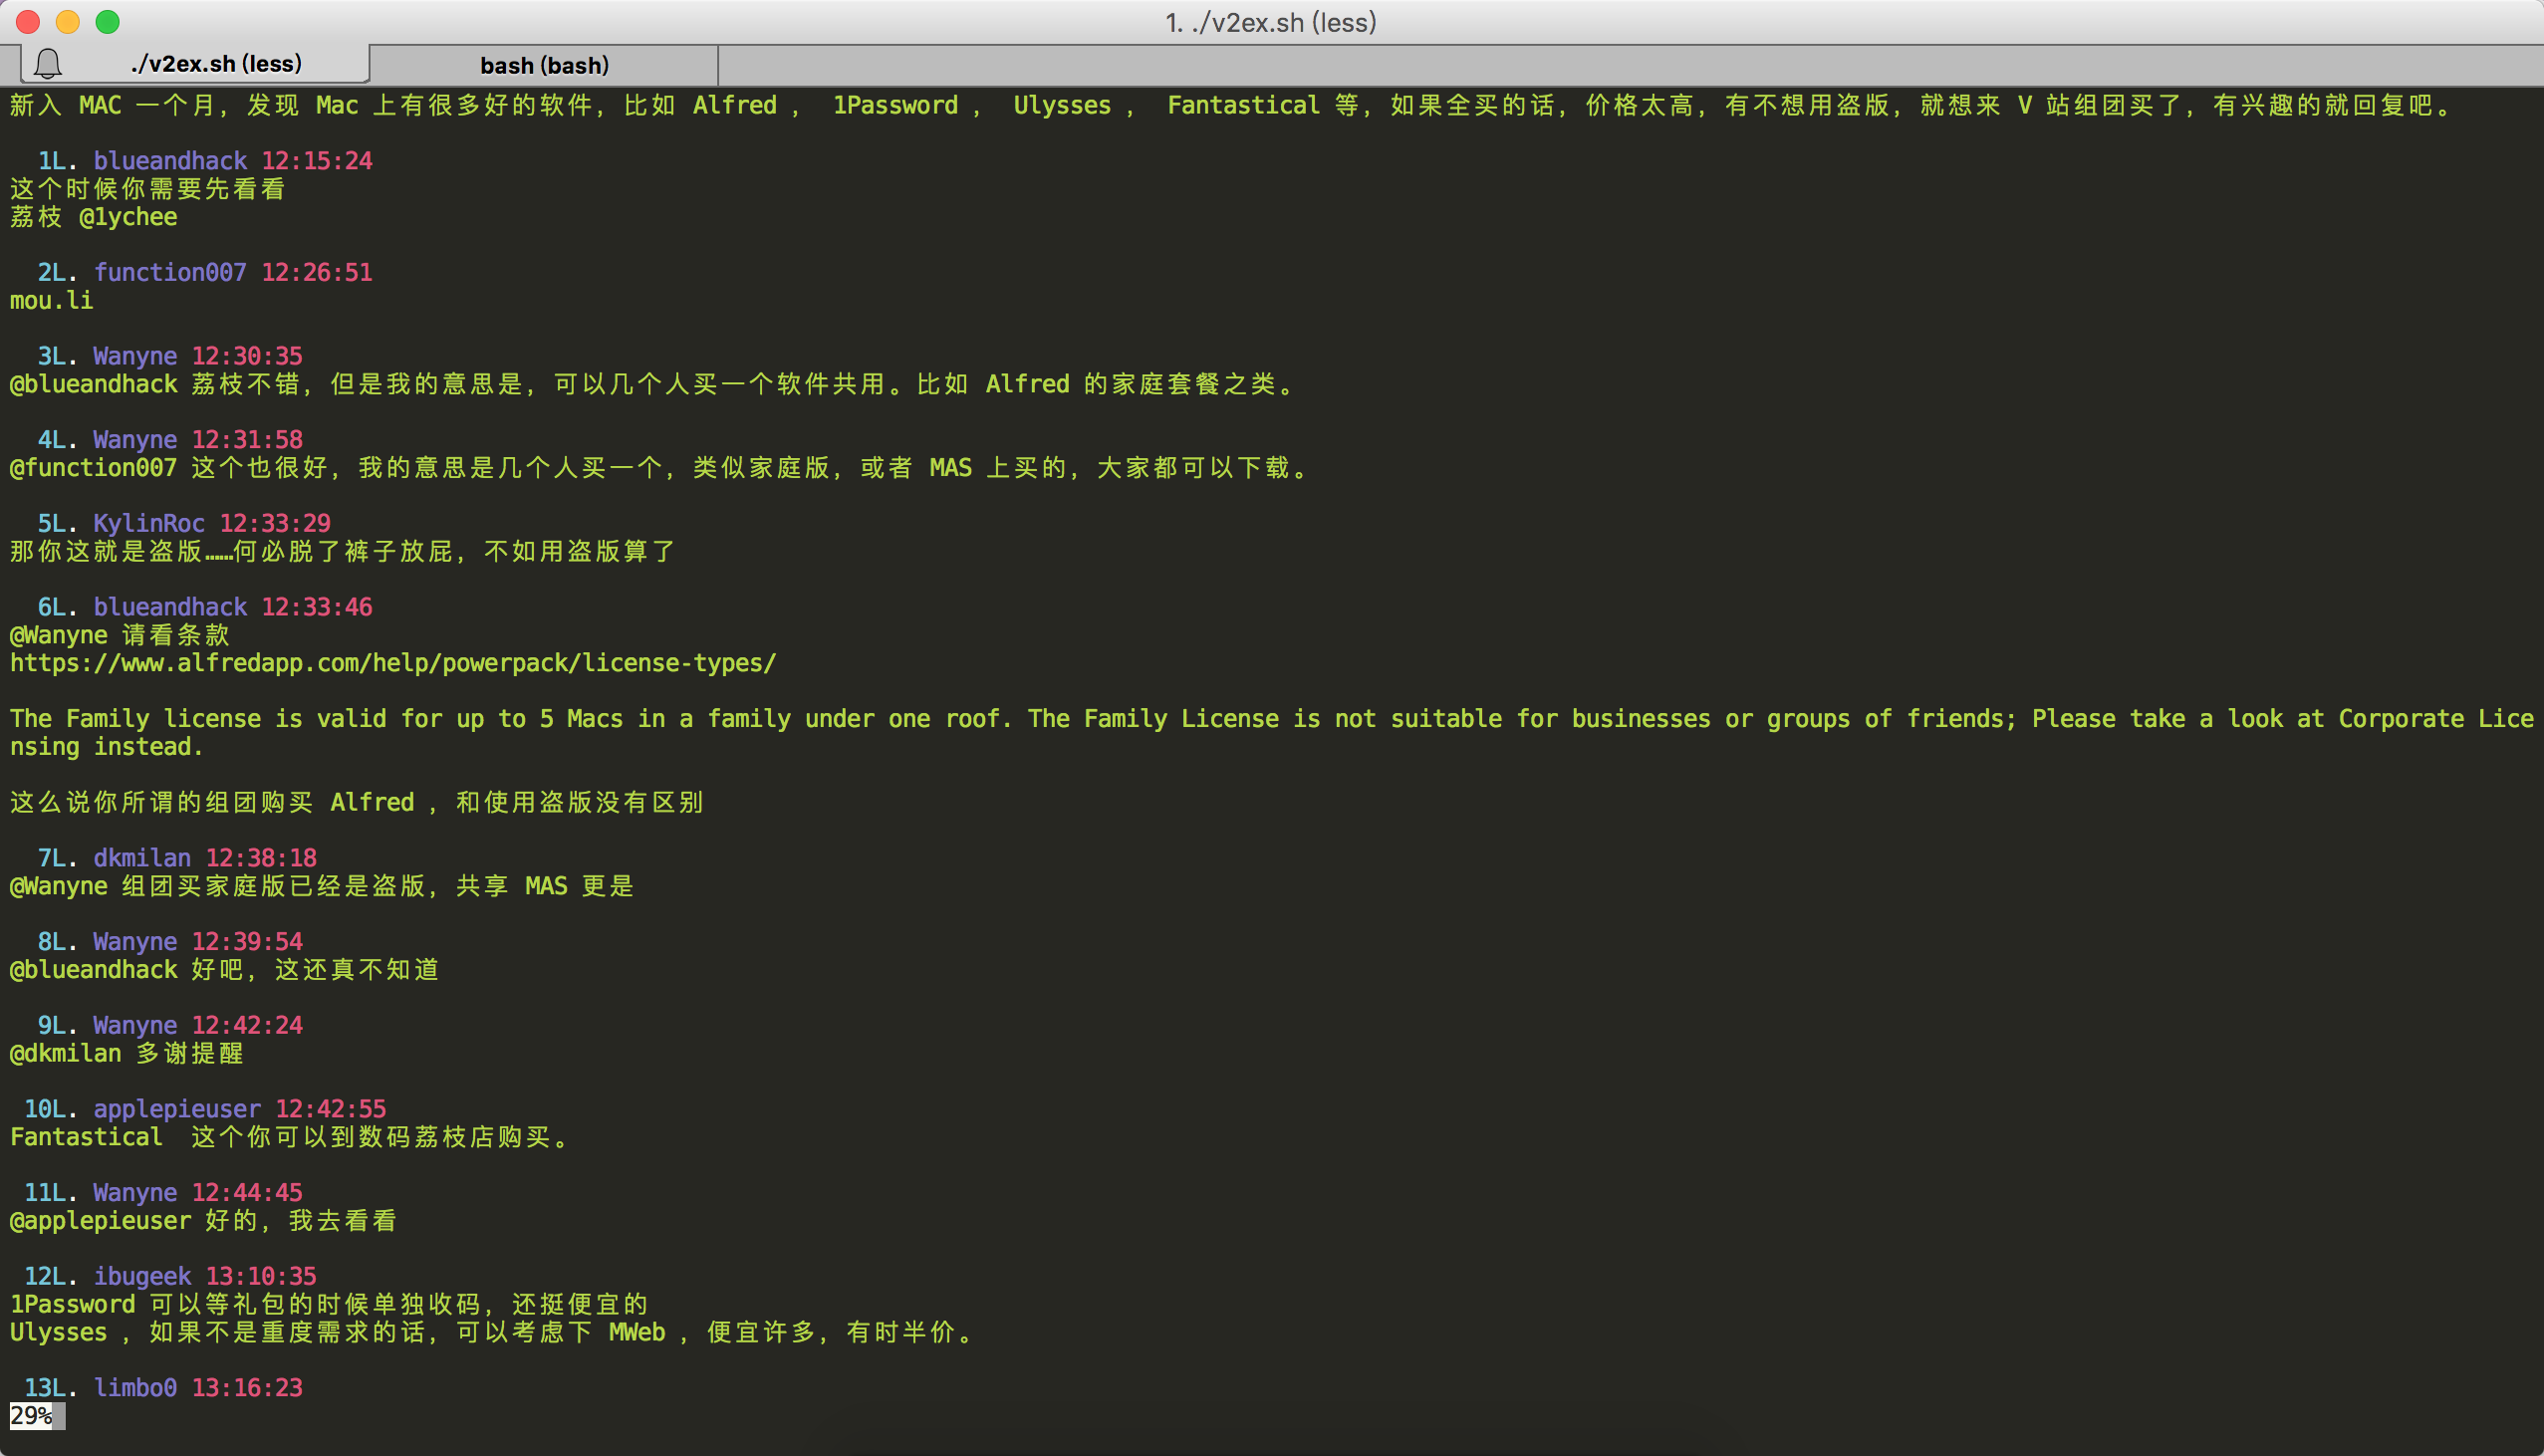 1. ./v2ex.sh (less)
./v2ex.sh (less)
bash (bash)
新入 MAC 一个月，发现 Mac 上有很多好的软件，比如 Alfred ， 1Password ， Ulysses ， Fantastical 等，如果全买的话，价格太高，有不想用盗版，就想来 V 站组团买了，有兴趣的就回复吧。
1L. blueandhack 12:15:24
这个时候你需要先看看
荔枝 @1ychee
2L. function007 12:26:51
mou.li
3L. Wanyne 12:30:35
@blueandhack 荔枝不错，但是我的意思是，可以几个人买一个软件共用。比如 Alfred 的家庭套餐之类。
4L. Wanyne 12:31:58
@function007 这个也很好，我的意思是几个人买一个，类似家庭版，或者 MAS 上买的，大家都可以下载。
5L. KylinRoc 12:33:29
那你这就是盗版……何必脱了裤子放屁，不如用盗版算了
6L. blueandhack 12:33:46
@Wanyne 请看条款
https://www.alfredapp.com/help/powerpack/license-types/
The Family license is valid for up to 5 Macs in a family under one roof. The Family License is not suitable for businesses or groups of friends; Please take a look at Corporate Lice
nsing instead.
这么说你所谓的组团购买 Alfred ，和使用盗版没有区别
7L. dkmilan 12:38:18
@Wanyne 组团买家庭版已经是盗版，共享 MAS 更是
8L. Wanyne 12:39:54
@blueandhack 好吧，这还真不知道
9L. Wanyne 12:42:24
@dkmilan 多谢提醒
10L. applepieuser 12:42:55
Fantastical  这个你可以到数码荔枝店购买。
11L. Wanyne 12:44:45
@applepieuser 好的，我去看看
12L. ibugeek 13:10:35
1Password 可以等礼包的时候单独收码，还挺便宜的
Ulysses ，如果不是重度需求的话，可以考虑下 MWeb ，便宜许多，有时半价。
13L. limbo0 13:16:23
29%